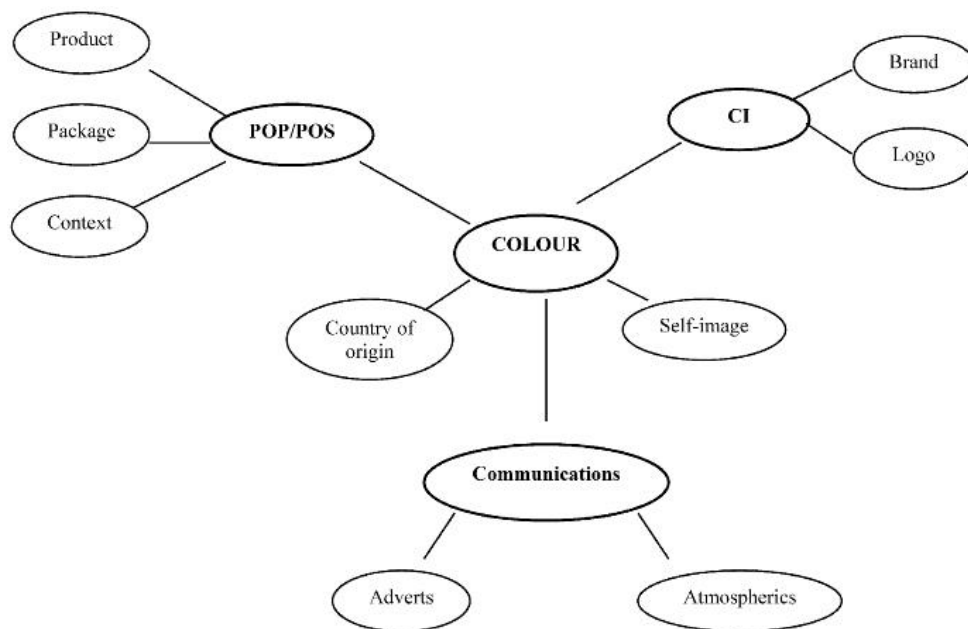 Product
Brand
Package
POP/POS
CI
Logo
Context
COLOUR
Country of
origin
Self-image
Communications
Adverts
Atmospherics